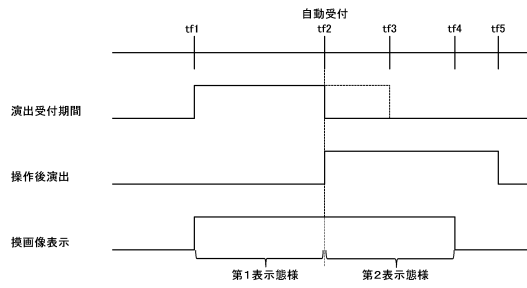 自動受付
tf1 tf2 tf3 tf4 tf5
演出受付期間
操作後演出
換画像表示
第1表示態様 第2表示態様